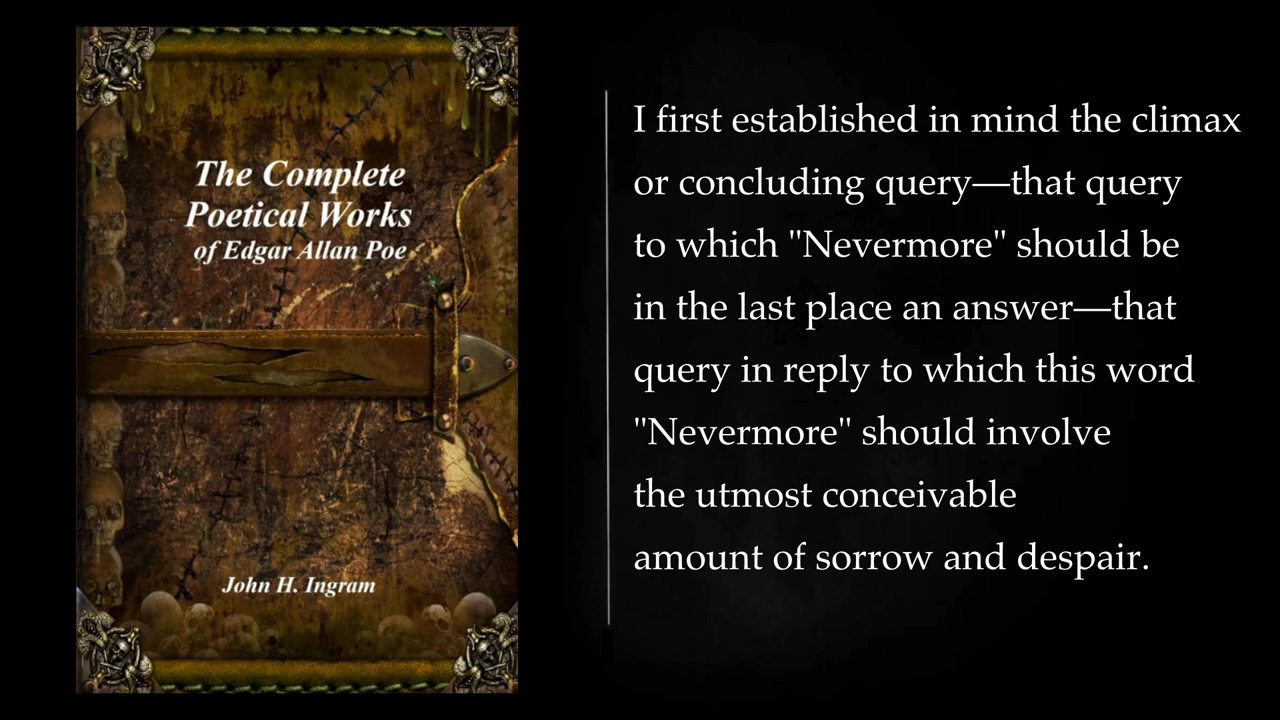 The Complete
Poetical Works
of Edgar Allan Poe
John H. Ingram
I first established in mind the climax
or concluding query—that query
to which "Nevermore" should be
in the last place an answer—that
query in reply to which this word
"Nevermore" should involve
the utmost conceivable
amount of sorrow and despair.